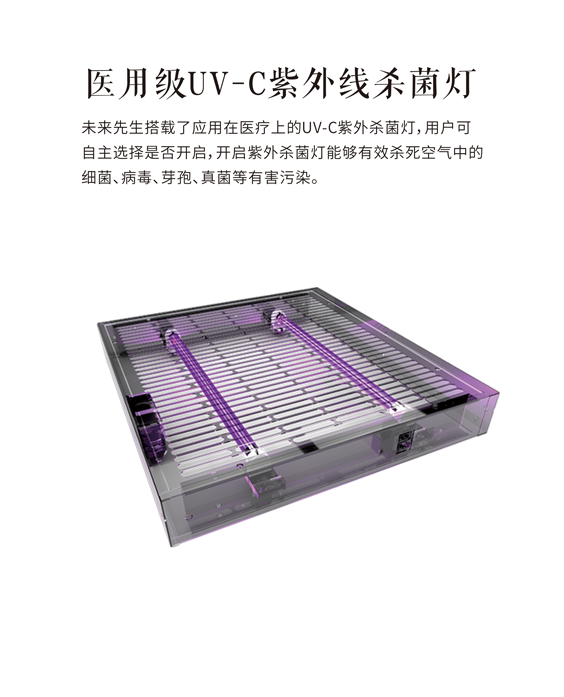 医用级UV-C紫外线杀菌灯
未来先生搭载了应用在医疗上的UV-C紫外杀菌灯，用户可
自主选择是否开启，开启紫外杀菌灯能够有效杀死空气中的
细菌、病毒、芽孢、真菌等有害污染。